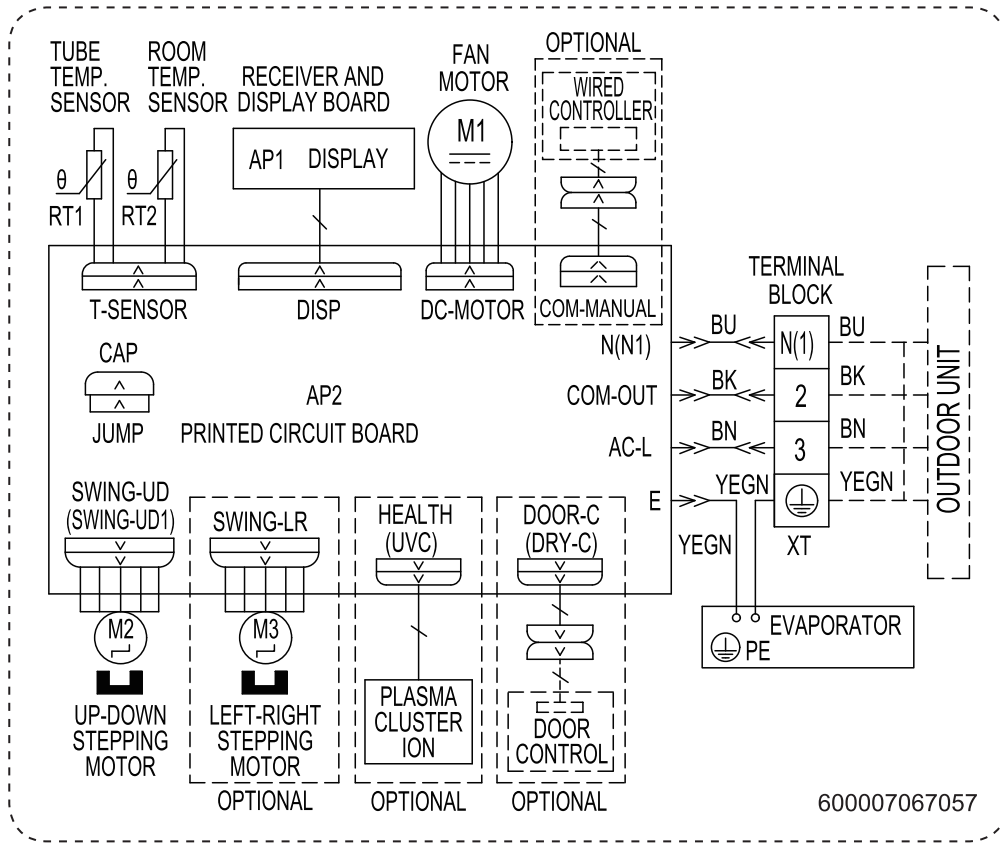 TUBE
TEMP.
SENSOR
ROOM
TEMP.
SENSOR
RECEIVER AND
DISPLAY BOARD
FAN
MOTOR
OPTIONAL
WIRED
CONTROLLER
AP1 DISPLAY
M1
θ
RT1
θ
RT2
T-SENSOR
DISP
DC-MOTOR
COM-MANUAL
TERMINAL
BLOCK
CAP
JUMP
AP2
PRINTED CIRCUIT BOARD
N(N1)
BU
N(1)
BU
COM-OUT
BK
2
BK
AC-L
BN
3
BN
E
YEGN
YEGN
YEGN
XT
OUTDOOR UNIT
SWING-UD
(SWING-UD1)
SWING-LR
HEALTH
(UVC)
DOOR-C
(DRY-C)
EVAPORATOR
PE
M2
M3
UP-DOWN
STEPPING
MOTOR
LEFT-RIGHT
STEPPING
MOTOR
OPTIONAL
PLASMA
CLUSTER
ION
OPTIONAL
DOOR
CONTROL
OPTIONAL
600007067057